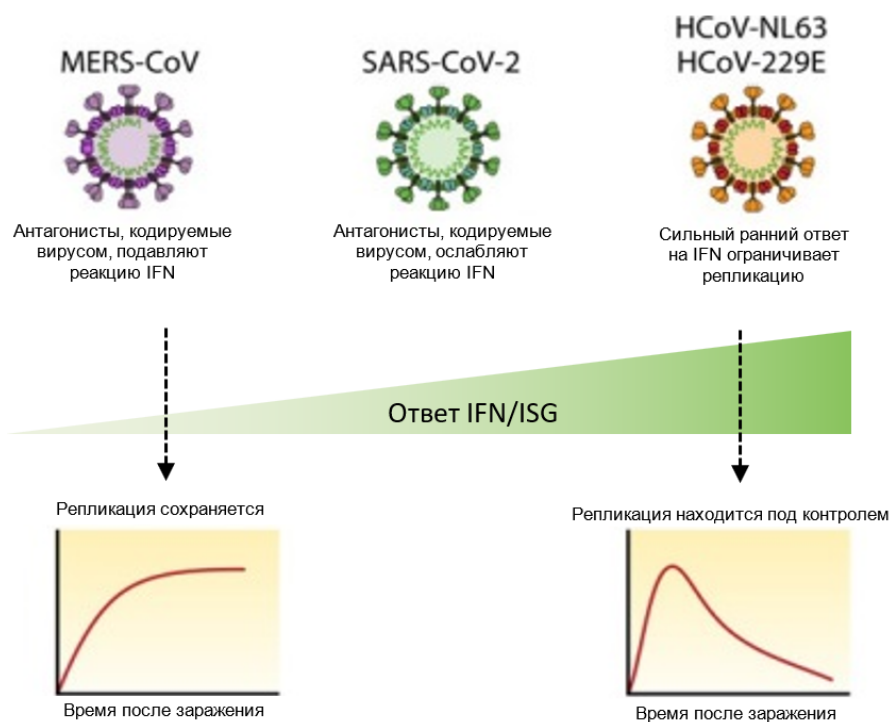 MERS-CoV
Антагонисты, кодируемые
вирусом, подавляют
реакцию IFN
SARS-CoV-2
Антагонисты, кодируемые
вирусом, ослабляют
реакцию IFN
HCoV-NL63
HCoV-229E
Сильный ранний ответ
на IFN ограничивает
репликацию
Ответ IFN/ISG
Репликация сохраняется
Время после заражения
Репликация находится под контролем
Время после заражения